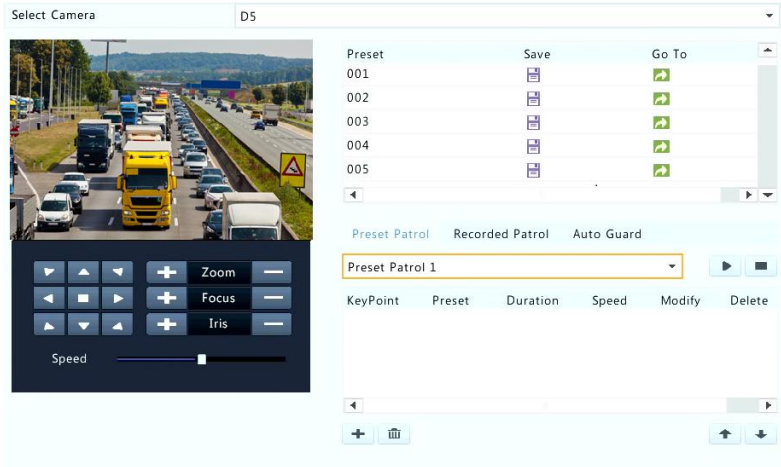 Select Camera D5
Preset Save Go To
001
002
003
004
005
Zoom
Focus
Iris
Speed
Preset Patrol Recorded Patrol Auto Guard
Preset Patrol 1
KeyPoint Preset Duration Speed Modify Delete